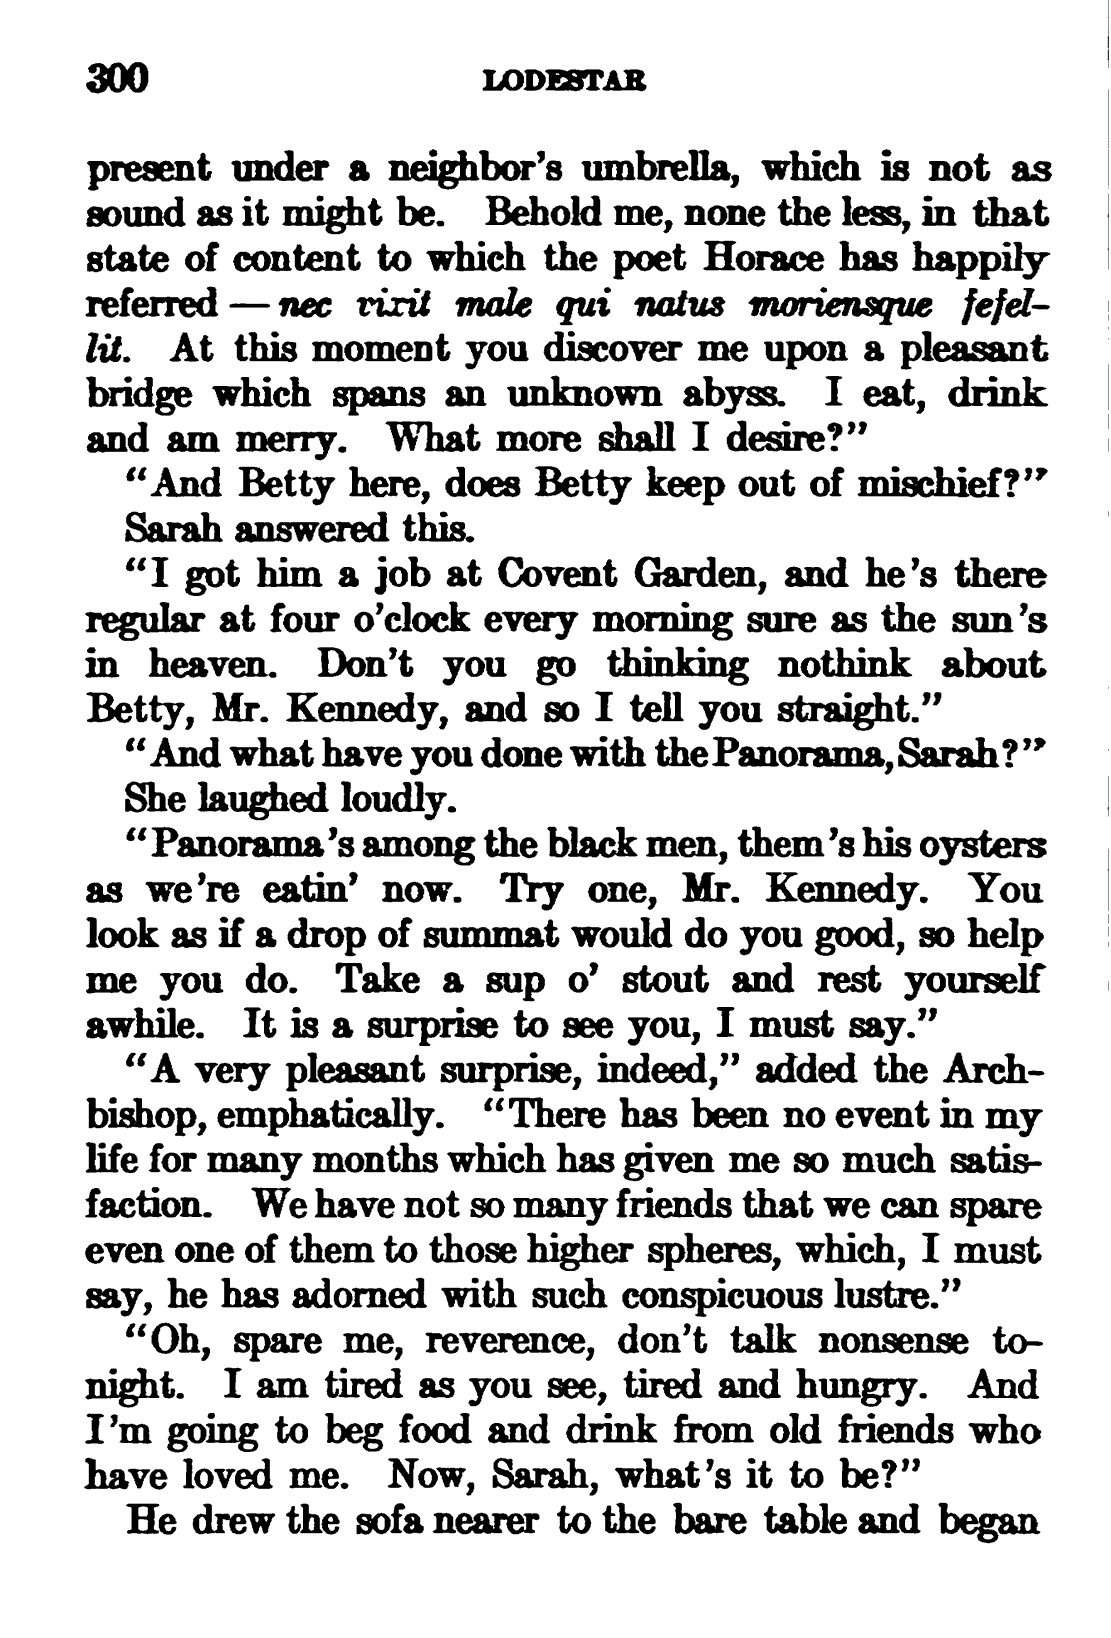 300 LODESTAR
present under a neighbor's umbrella, which is not as
sound as it might be. Behold me, none the less, in that
state of content to which the poet Horace has happily
referred — nec vixit male qui natus moriensque fefel-
lit. At this moment you discover me upon a pleasant
bridge which spans an unknown abyss. I eat, drink
and am merry. What more shall I desire?"
"And Betty here, does Betty keep out of mischief?"
Sarah answered this.
"I got him a job at Covent Garden, and he's there
regular at four o'clock every morning sure as the sun's
in heaven. Don't you go thinking nothink about
Betty, Mr. Kennedy, and so I tell you straight."
"And what have you done with the Panorama, Sarah?"
She laughed loudly.
"Panorama's among the black men, them's his oysters
as we're eatin' now. Try one, Mr. Kennedy. You
look as if a drop of summat would do you good, so help
me you do. Take a sup o' stout and rest yourself
awhile. It is a surprise to see you, I must say."
"A very pleasant surprise, indeed," added the Arch-
bishop, emphatically. "There has been no event in my
life for many months which has given me so much satis-
faction. We have not so many friends that we can spare
even one of them to those higher spheres, which, I must
say, he has adorned with such conspicuous lustre."
"Oh, spare me, reverence, don't talk nonsense to-
night. I am tired as you see, tired and hungry. And
I'm going to beg food and drink from old friends who
have loved me. Now, Sarah, what's it to be?"
He drew the sofa nearer to the bare table and began